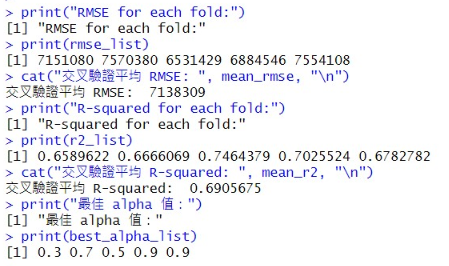 > print("RMSE for each fold:")
[1] "RMSE for each fold:"
> print(rmse_list)
[1] 7151080 7570380 6531429 6884546 7554108
> cat("交叉驗證平均 RMSE: ", mean_rmse, "\n")
交叉驗證平均 RMSE:  7138309
> print("R-squared for each fold:")
[1] "R-squared for each fold:"
> print(r2_list)
[1] 0.6589622 0.6666069 0.7464379 0.7025524 0.6782782
> cat("交叉驗證平均 R-squared: ", mean_r2, "\n")
交叉驗證平均 R-squared:  0.6905675
> print("最佳 alpha 值：")
[1] "最佳 alpha 值："
> print(best_alpha_list)
[1] 0.3 0.7 0.5 0.9 0.9